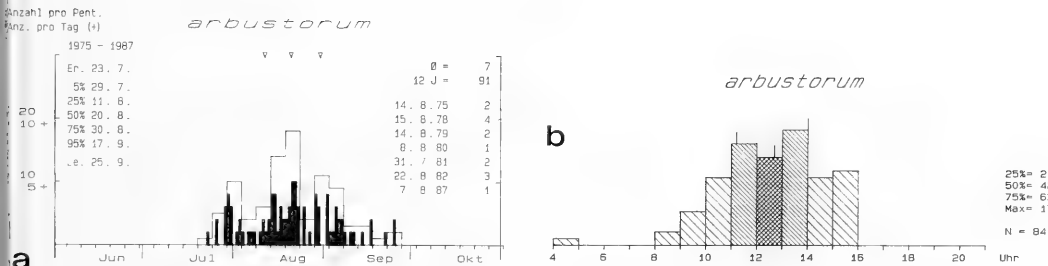 Anzahl pro Pent.
Anz. pro Tag (+)
arbustorum
1975 - 1987
Er. 23. 7.
5% 29. 7.
25% 11. 8.
50% 20. 8.
75% 30. 8.
95% 17. 9.
Le. 25. 9.
Ø = 7
12 J = 91
14. 8.75 2
15. 8.78 4
14. 8.79 2
8. 8 80 1
31. 7 81 2
22. 8 82 3
7 8 87 1
20
10 +
10
5 +
Jun Jul Aug Sep Okt
a
arbustorum
b
25% = 2
50% = 4
75% = 6
Max = 1
N = 84
4 6 8 10 12 14 16 18 20 Uhr